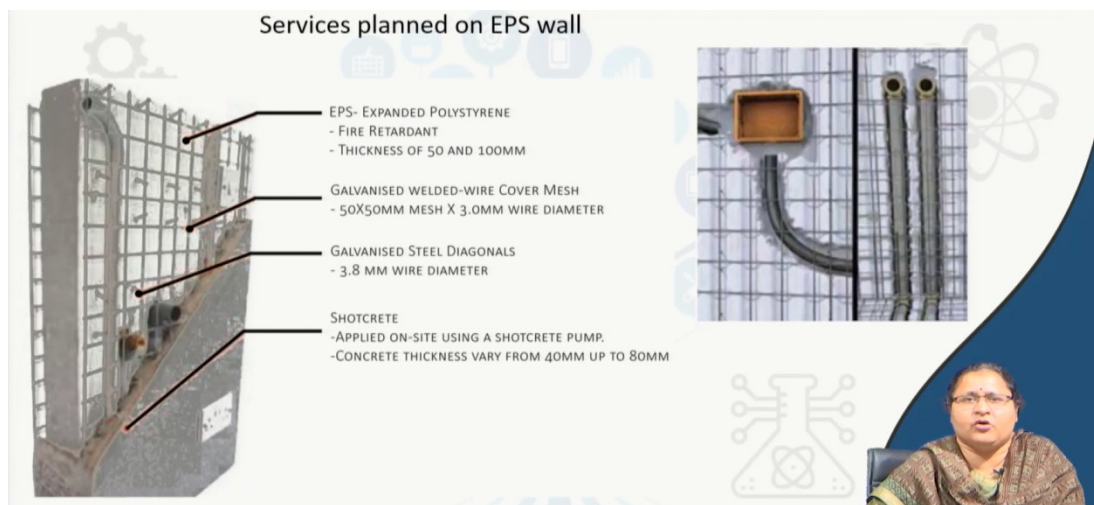 Services planned on EPS wall
EPS- Expanded Polystyrene
- Fire Retardant
- Thickness of 50 and 100mm
Galvanised welded-wire Cover Mesh
- 50x50mm mesh x 3.0mm wire diameter
Galvanised Steel Diagonals
- 3.8 mm wire diameter
Shotcrete
-Applied on-site using a shotcrete pump.
-Concrete thickness vary from 40mm up to 80mm